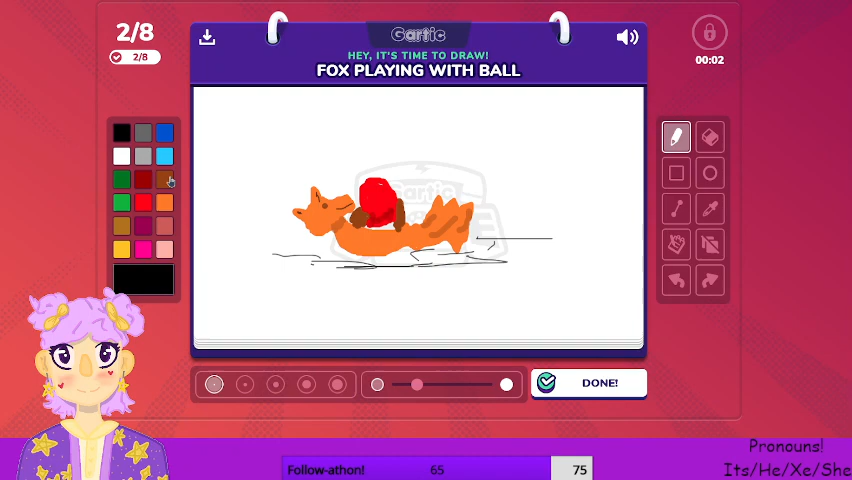 2/8
2/8
Gartic
HEY, IT'S TIME TO DRAW!
FOX PLAYING WITH BALL
00:02
Gartic
DONE!
Follow-athon! 65 75
Pronouns!
Its/He/Xe/She